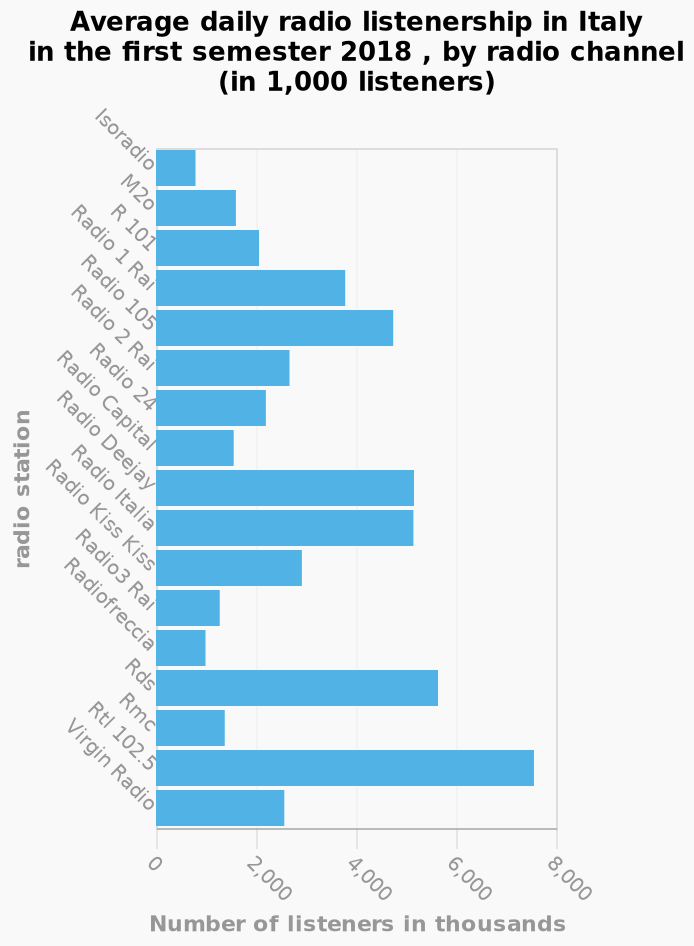 Average daily radio listenership in Italy
in the first semester 2018 , by radio channel
(in 1,000 listeners)
Isoradio
M2o
R 101
Radio 1 Rai
Radio 105
Radio 2 Rai
Radio 24
Radio Capital
Radio Deejay
Radio Italia
Radio Kiss Kiss
Radio3 Rai
Radiofreccia
Rds
Rmc
Rtl 102.5
Virgin Radio
radio station
0
2,000
4,000
6,000
8,000
Number of listeners in thousands